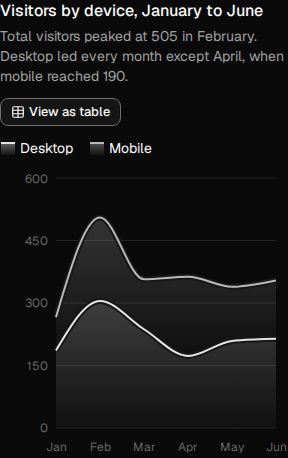 Visitors by device, January to June
Total visitors peaked at 505 in February.
Desktop led every month except April, when
mobile reached 190.
View as table
Desktop Mobile
600
450
300
150
0
Jan Feb Mar Apr May Jun